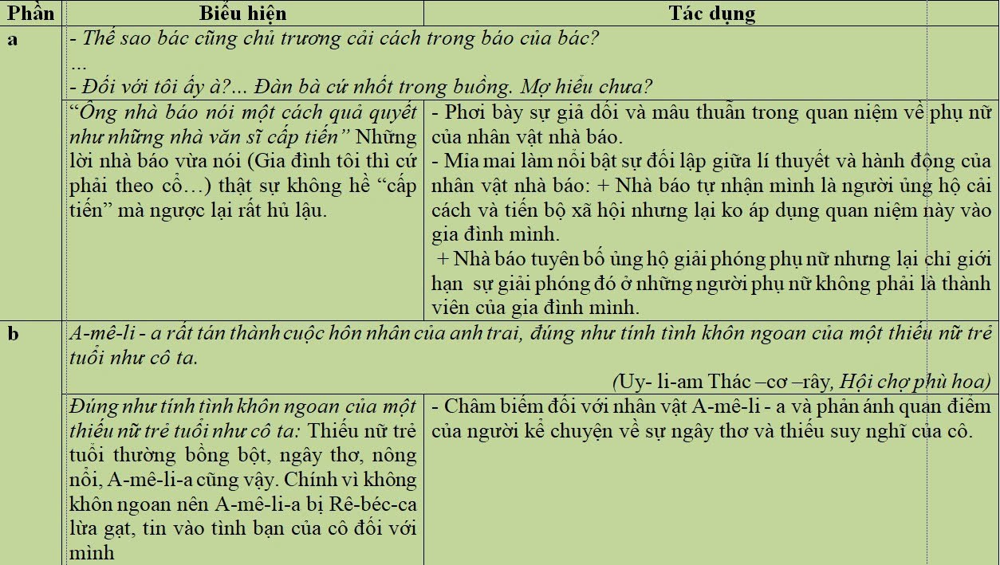 Phần Biểu hiện Tác dụng
a
- Thế sao bác cũng chủ trương cải cách trong báo của bác?
...
- Đối với tôi ấy à?... Đàn bà cứ nhốt trong buồng. Mợ hiểu chưa?
“Ông nhà báo nói một cách quả quyết
như những nhà văn sĩ cấp tiến” Những
lời nhà báo vừa nói (Gia đình tôi thì cứ
phải theo cổ…) thật sự không hề “cấp
tiến” mà ngược lại rất hủ lậu.
- Phơi bày sự giả dối và mâu thuẫn trong quan niệm về phụ nữ
của nhân vật nhà báo.
- Mỉa mai làm nổi bật sự đối lập giữa lí thuyết và hành động của
nhân vật nhà báo: + Nhà báo tự nhận mình là người ủng hộ cải
cách và tiến bộ xã hội nhưng lại ko áp dụng quan niệm này vào
gia đình mình.
+ Nhà báo tuyên bố ủng hộ giải phóng phụ nữ nhưng lại chỉ giới
hạn sự giải phóng đó ở những người phụ nữ không phải là thành
viên của gia đình mình.
b
A-mê-li - a rất tán thành cuộc hôn nhân của anh trai, đúng như tính tình khôn ngoan của một thiếu nữ trẻ
tuổi như cô ta.
(Uy- li-am Thác –cơ –rây, Hội chợ phù hoa)
Đúng như tính tình khôn ngoan của một
thiếu nữ trẻ tuổi như cô ta: Thiếu nữ trẻ
tuổi thường bồng bột, ngây thơ, nông
nổi, A-mê-li-a cũng vậy. Chính vì không
khôn ngoan nên A-mê-li-a bị Rê-béc-ca
lừa gạt, tin vào tình bạn của cô đối với
mình
- Châm biếm đối với nhân vật A-mê-li - a và phản ánh quan điểm
của người kể chuyện về sự ngây thơ và thiếu suy nghĩ của cô.